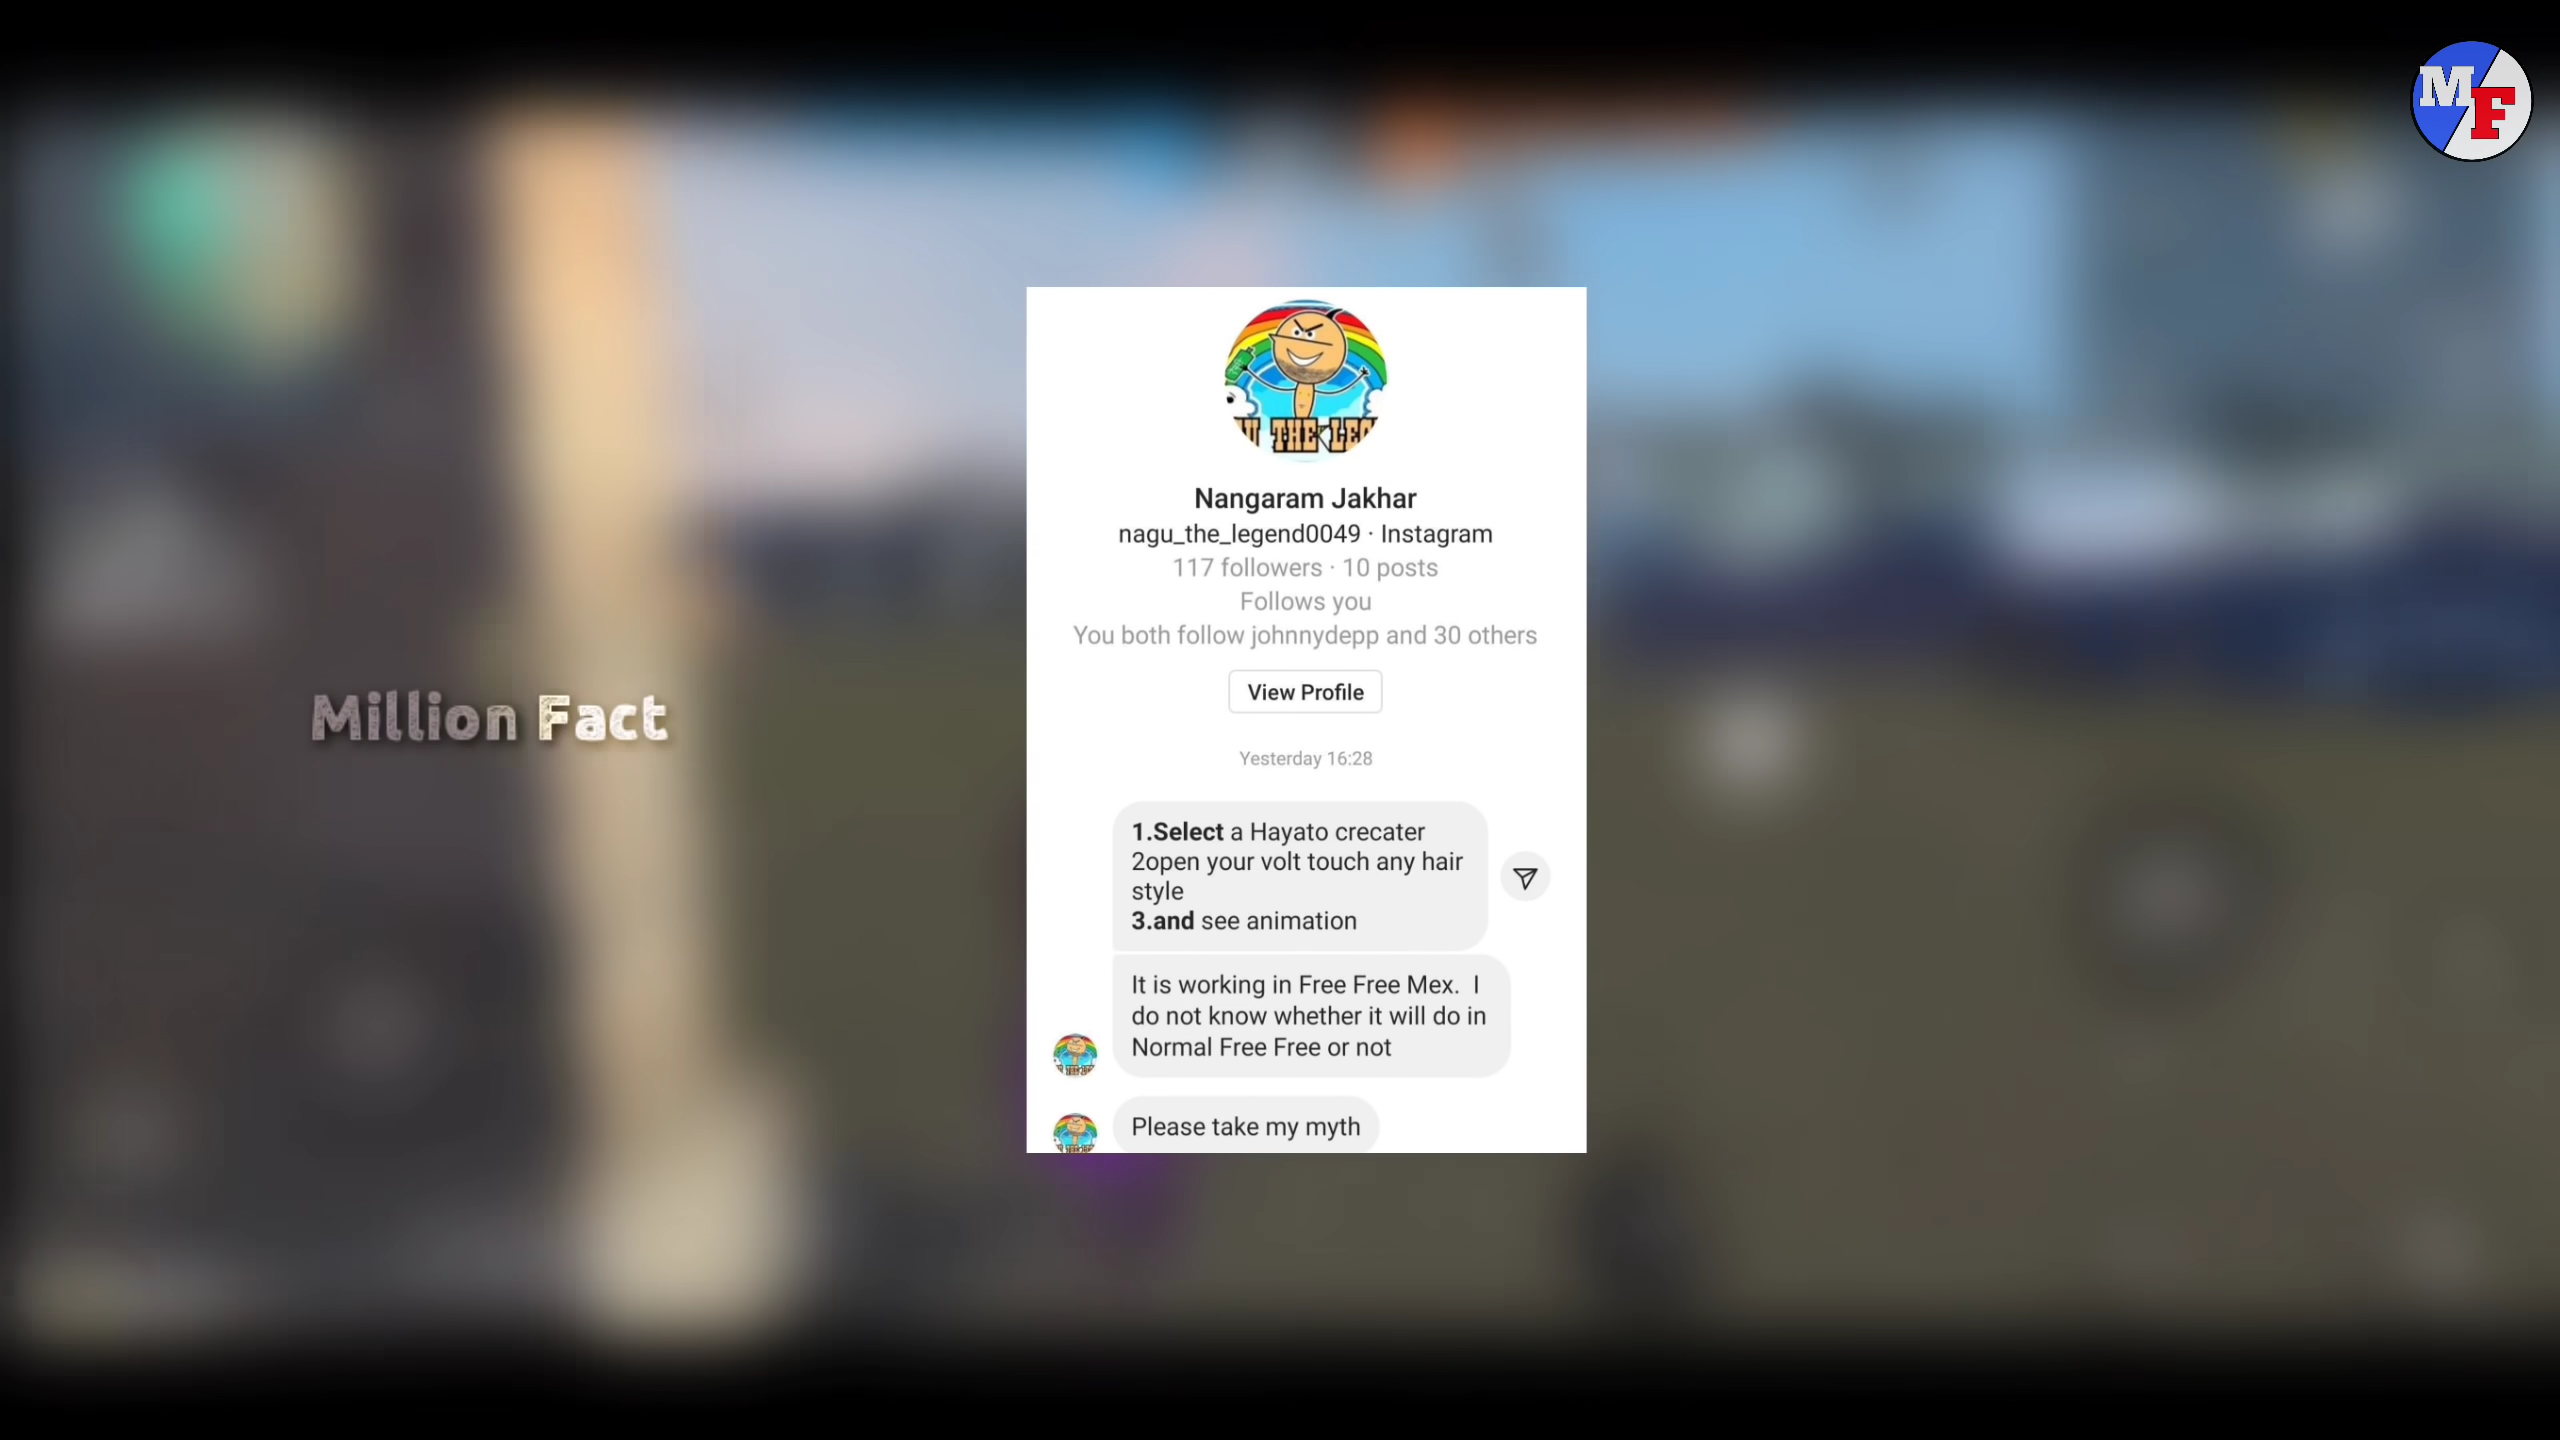 MF
Million Fact
U THE LEG
Nangaram Jakhar
nagu_the_legend0049 · Instagram
117 followers · 10 posts
Follows you
You both follow johnnydepp and 30 others
View Profile
Yesterday 16:28
1.Select a Hayato crecater
2open your volt touch any hair
style
3.and see animation
It is working in Free Free Mex.  I
do not know whether it will do in
Normal Free Free or not
Please take my myth